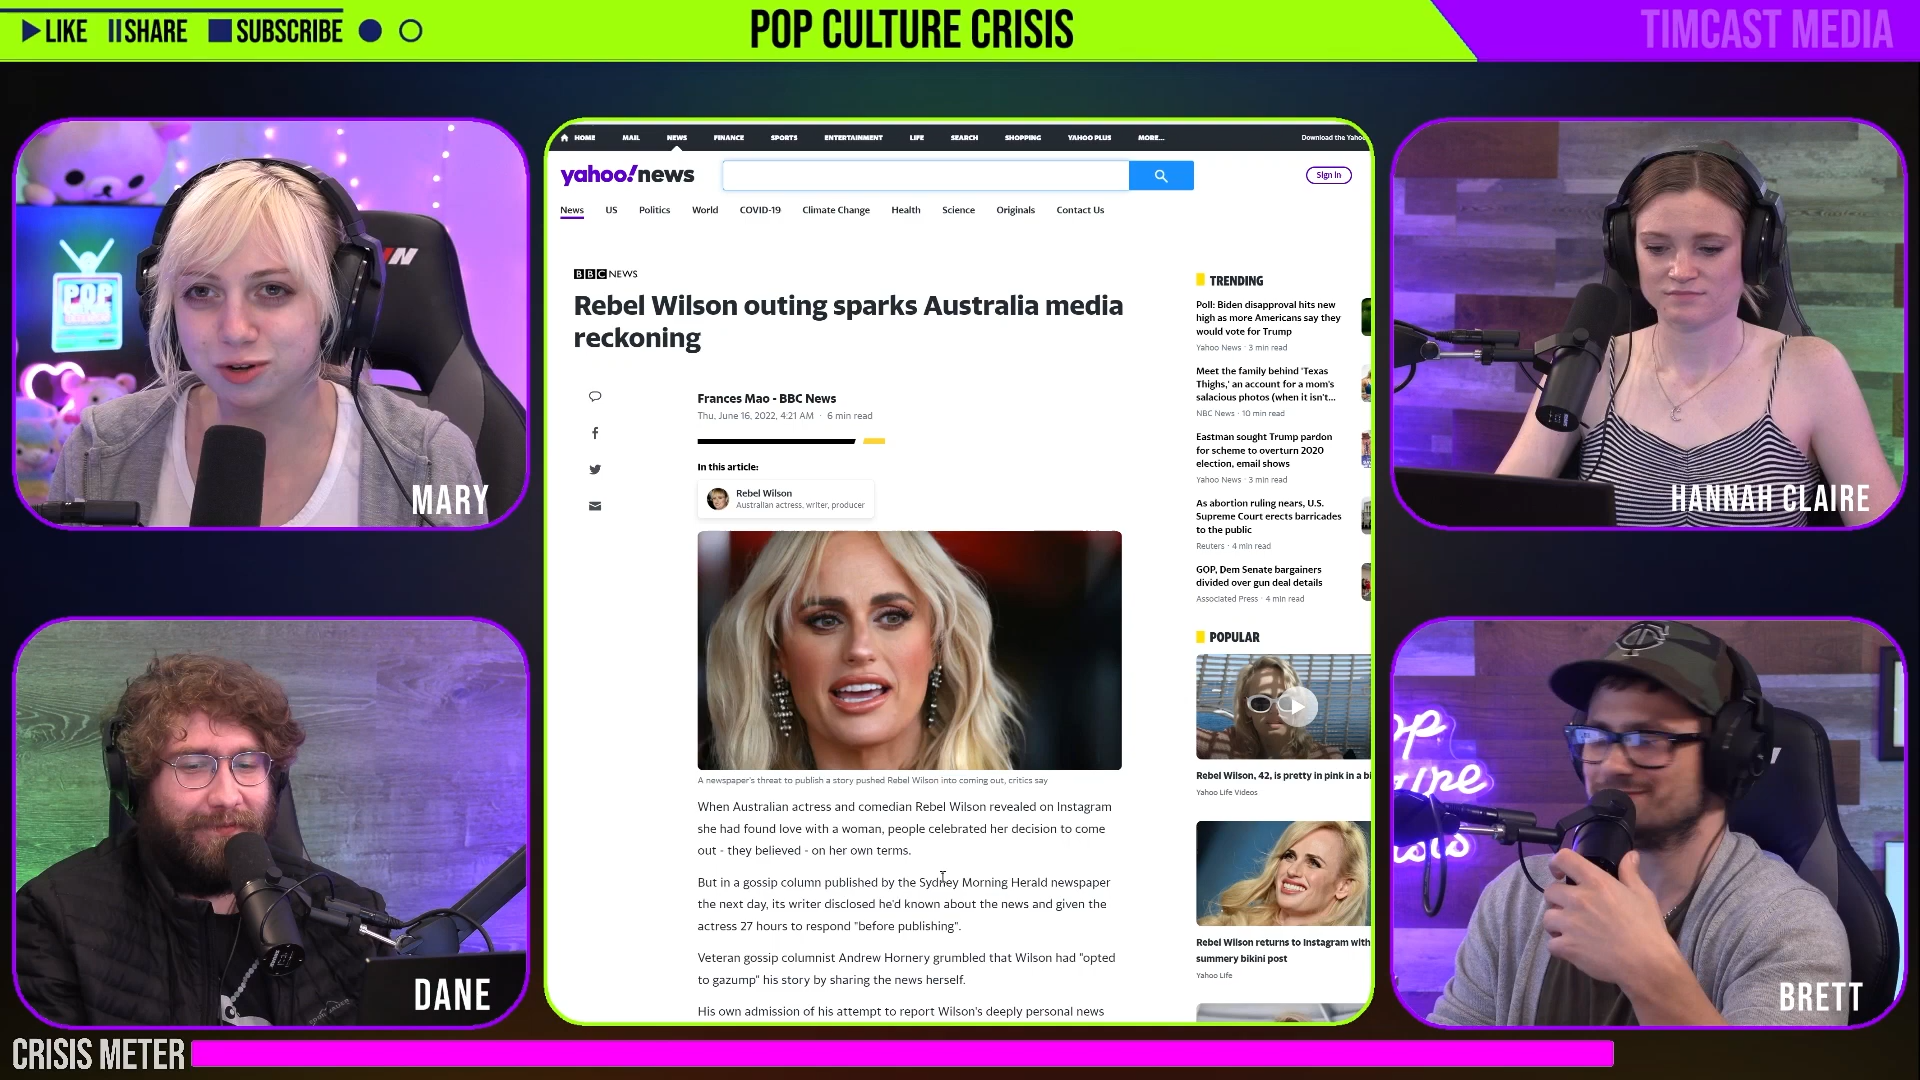 LIKE SHARE SUBSCRIBE
POP CULTURE CRISIS
TIMCAST MEDIA
HOME MAIL NEWS FINANCE SPORTS ENTERTAINMENT LIFE SEARCH SHOPPING YAHOO PLUS MORE... Download the Yahoo
yahoo!news
Sign in
News US Politics World COVID-19 Climate Change Health Science Originals Contact Us
BBC NEWS
Rebel Wilson outing sparks Australia media
reckoning
Frances Mao - BBC News
Thu, June 16, 2022, 4:21 AM · 6 min read
In this article:
Rebel Wilson
Australian actress, writer, producer
A newspaper's threat to publish a story pushed Rebel Wilson into coming out, critics say
When Australian actress and comedian Rebel Wilson revealed on Instagram
she had found love with a woman, people celebrated her decision to come
out - they believed - on her own terms.
But in a gossip column published by the Sydney Morning Herald newspaper
the next day, its writer disclosed he'd known about the news and given the
actress 27 hours to respond "before publishing".
Veteran gossip columnist Andrew Hornery grumbled that Wilson had "opted
to gazump" his story by sharing the news herself.
His own admission of his attempt to report Wilson's deeply personal news
TRENDING
Poll: Biden disapproval hits new
high as more Americans say they
would vote for Trump
Yahoo News · 3 min read
Meet the family behind 'Texas
Thighs,' an account for a mom's
salacious photos (when it isn't...
NBC News · 10 min read
Eastman sought Trump pardon
for scheme to overturn 2020
election, email shows
Yahoo News · 3 min read
As abortion ruling nears, U.S.
Supreme Court erects barricades
to the public
Reuters · 4 min read
GOP, Dem Senate bargainers
divided over gun deal details
Associated Press · 4 min read
POPULAR
Rebel Wilson, 42, is pretty in pink in a bi
Yahoo Life Videos
Rebel Wilson returns to Instagram with
summery bikini post
Yahoo Life
POP
MARY
HANNAH CLAIRE
DANE
BRETT
CRISIS METER